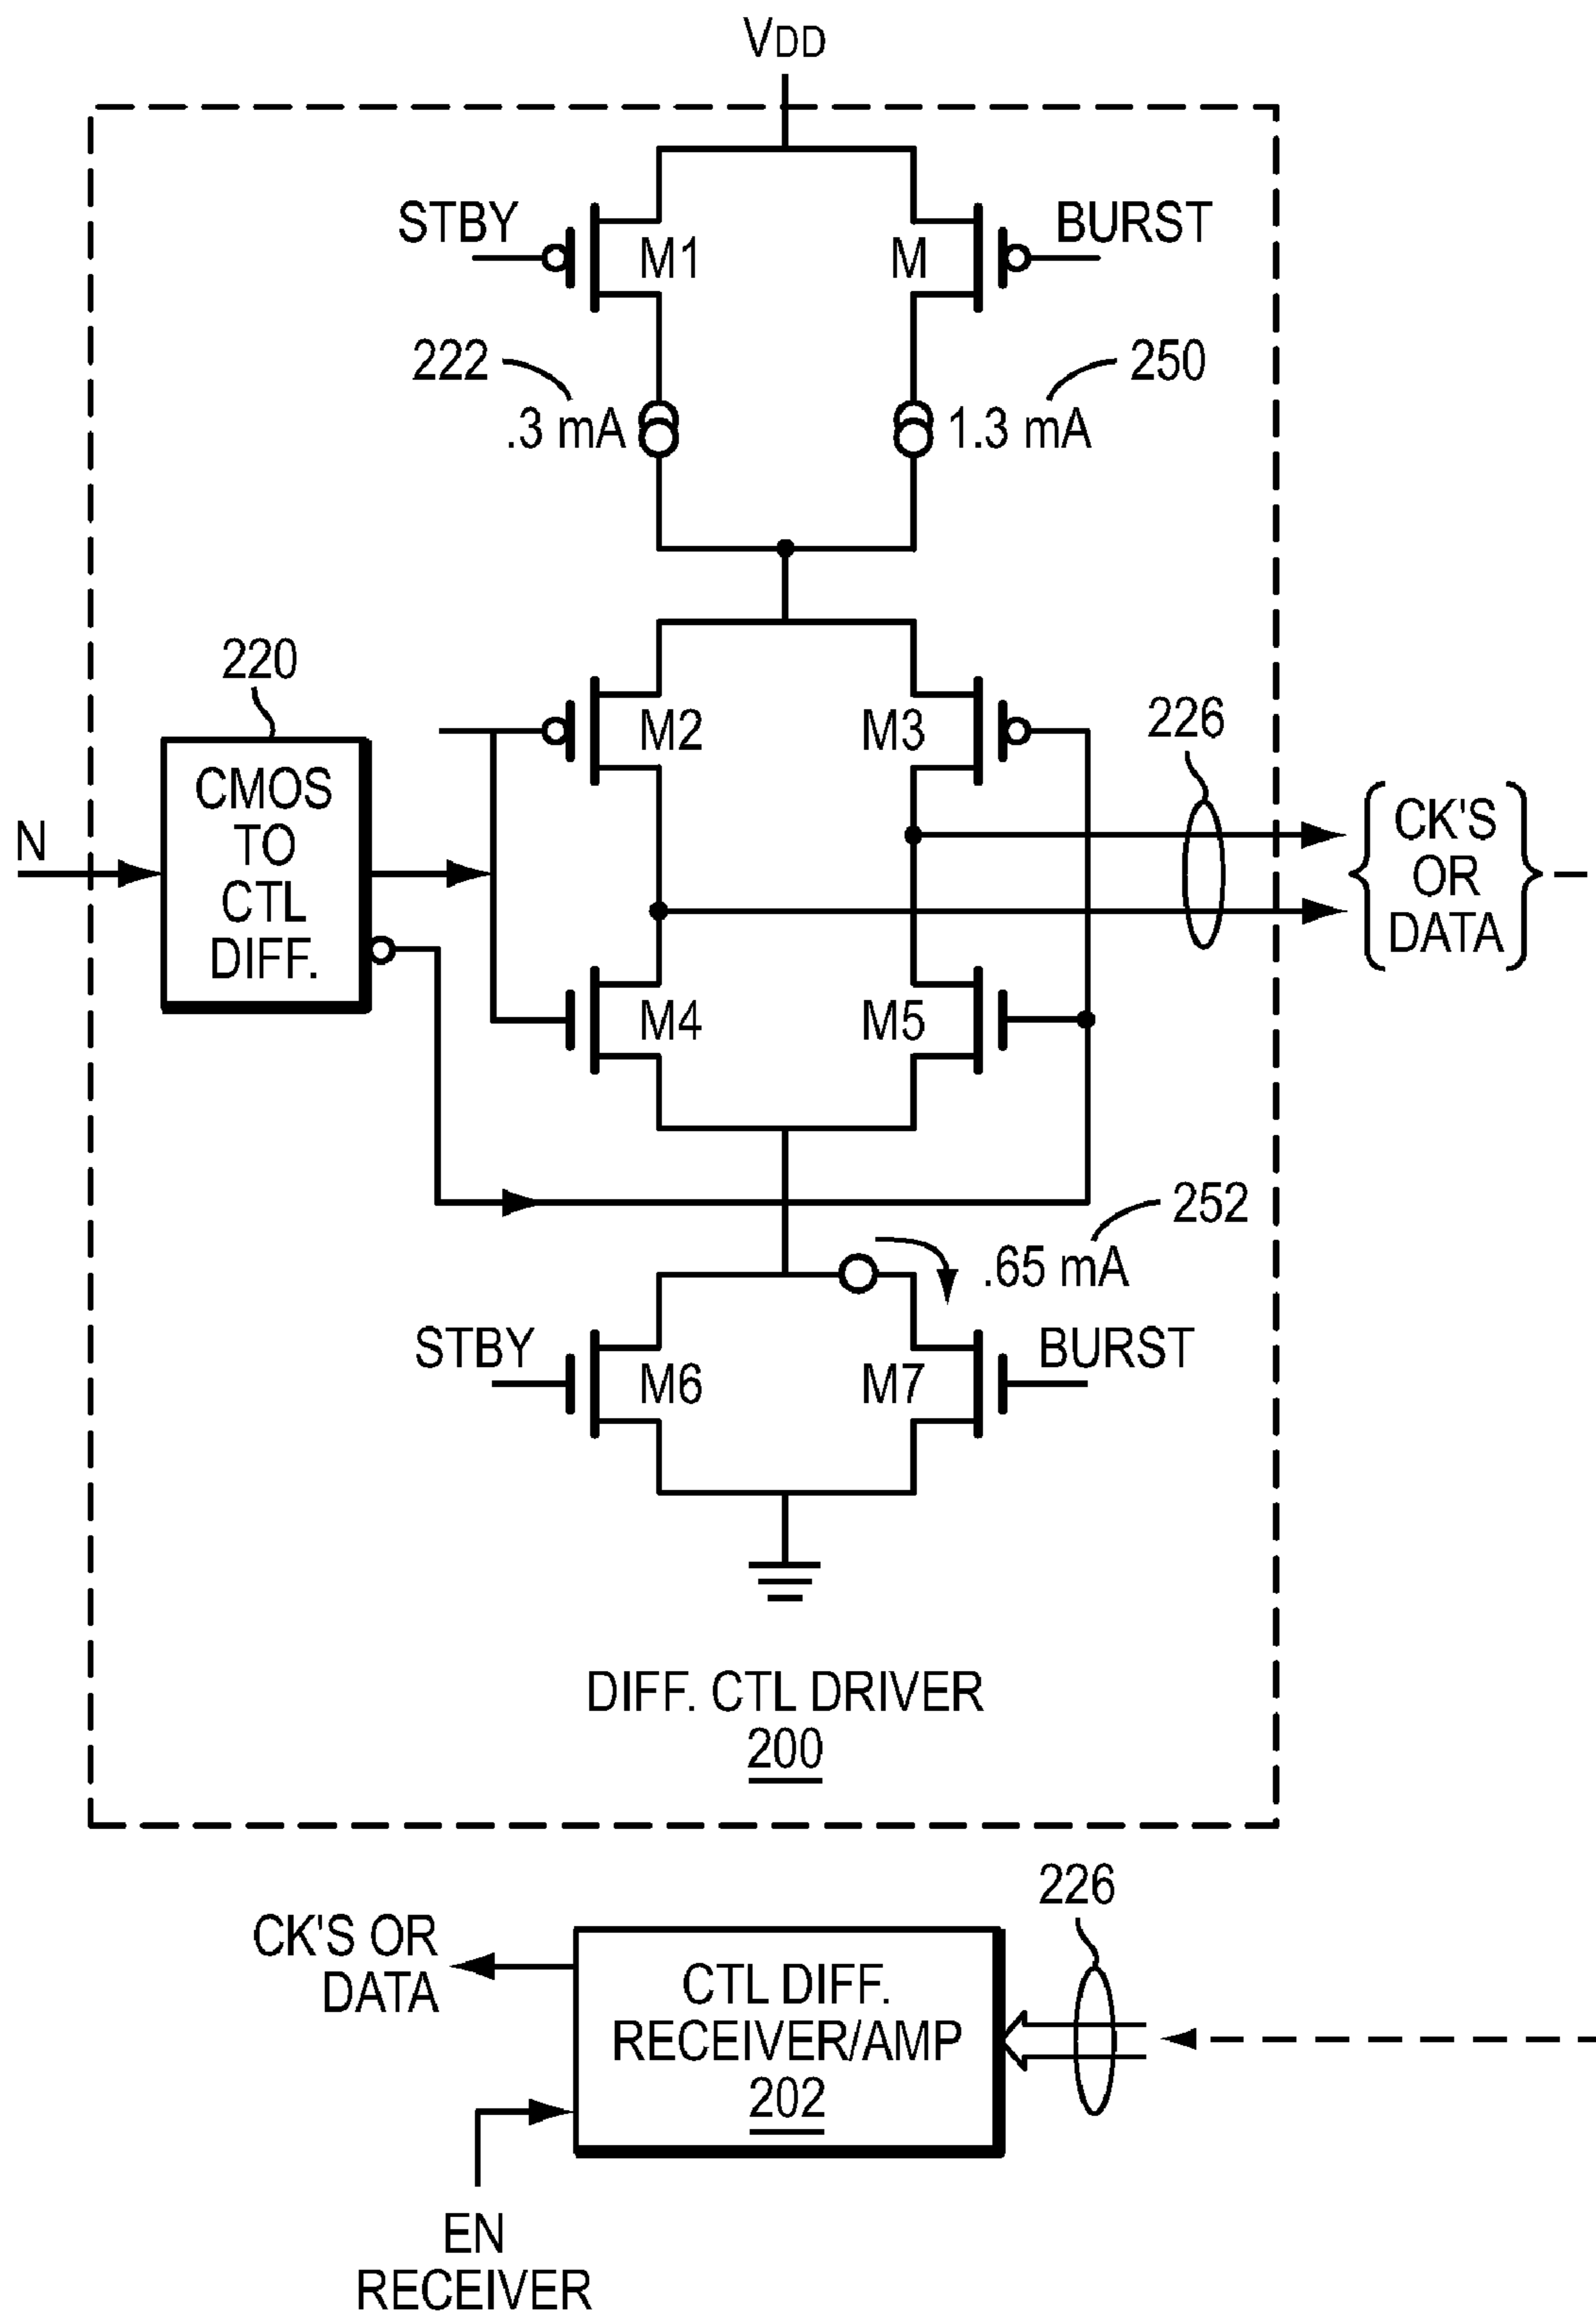 VDD
STBY
M1
M
BURST
222
.3 mA
250
1.3 mA
220
CMOS
TO
CTL
DIFF.
N
M2
M3
226
CK'S
OR
DATA
M4
M5
252
.65 mA
STBY
M6
M7
BURST
DIFF. CTL DRIVER
200
226
CK'S OR
DATA
CTL DIFF.
RECEIVER/AMP
202
EN
RECEIVER